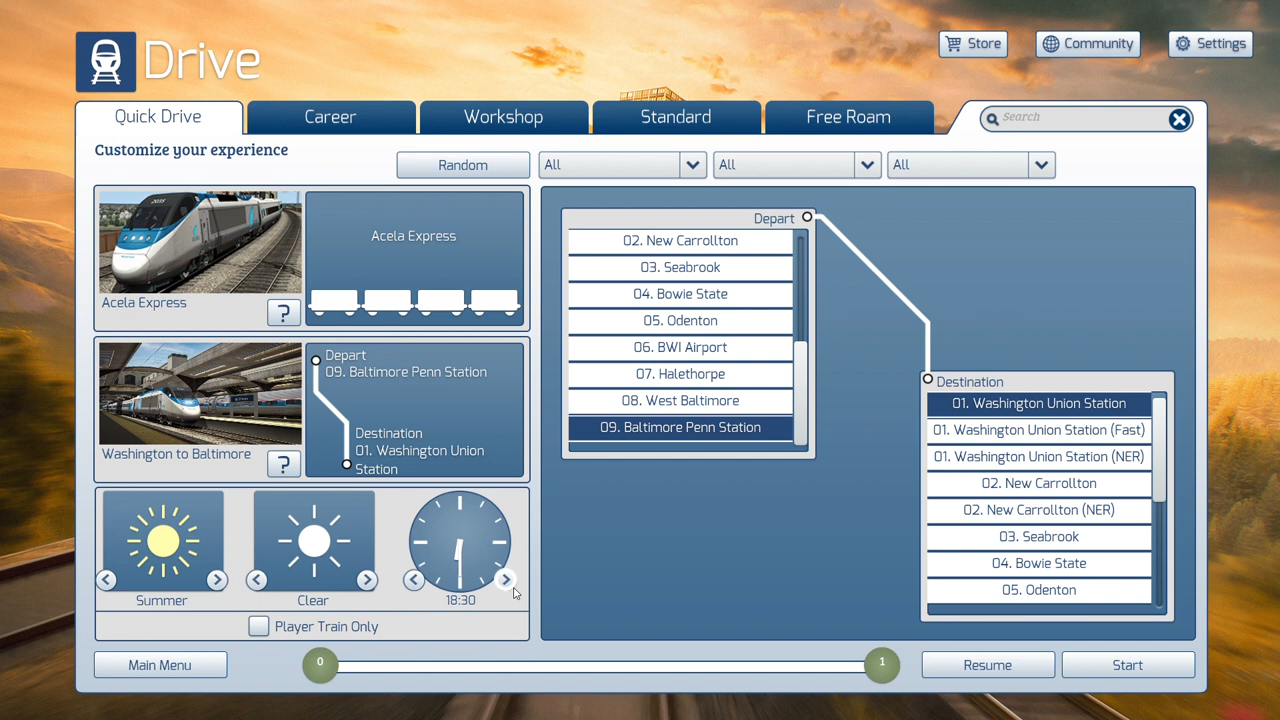 Drive
Store
Community
Settings
Quick Drive
Career
Workshop
Standard
Free Roam
Search
Customize your experience
Random
All
All
All
Acela Express
?
Acela Express
Washington to Baltimore
?
Depart
09. Baltimore Penn Station
Destination
01. Washington Union
Station
Summer
Clear
18:30
Player Train Only
Depart
02. New Carrollton
03. Seabrook
04. Bowie State
05. Odenton
06. BWI Airport
07. Halethorpe
08. West Baltimore
09. Baltimore Penn Station
Destination
01. Washington Union Station
01. Washington Union Station (Fast)
01. Washington Union Station (NER)
02. New Carrollton
02. New Carrollton (NER)
03. Seabrook
04. Bowie State
05. Odenton
Main Menu
0
1
Resume
Start